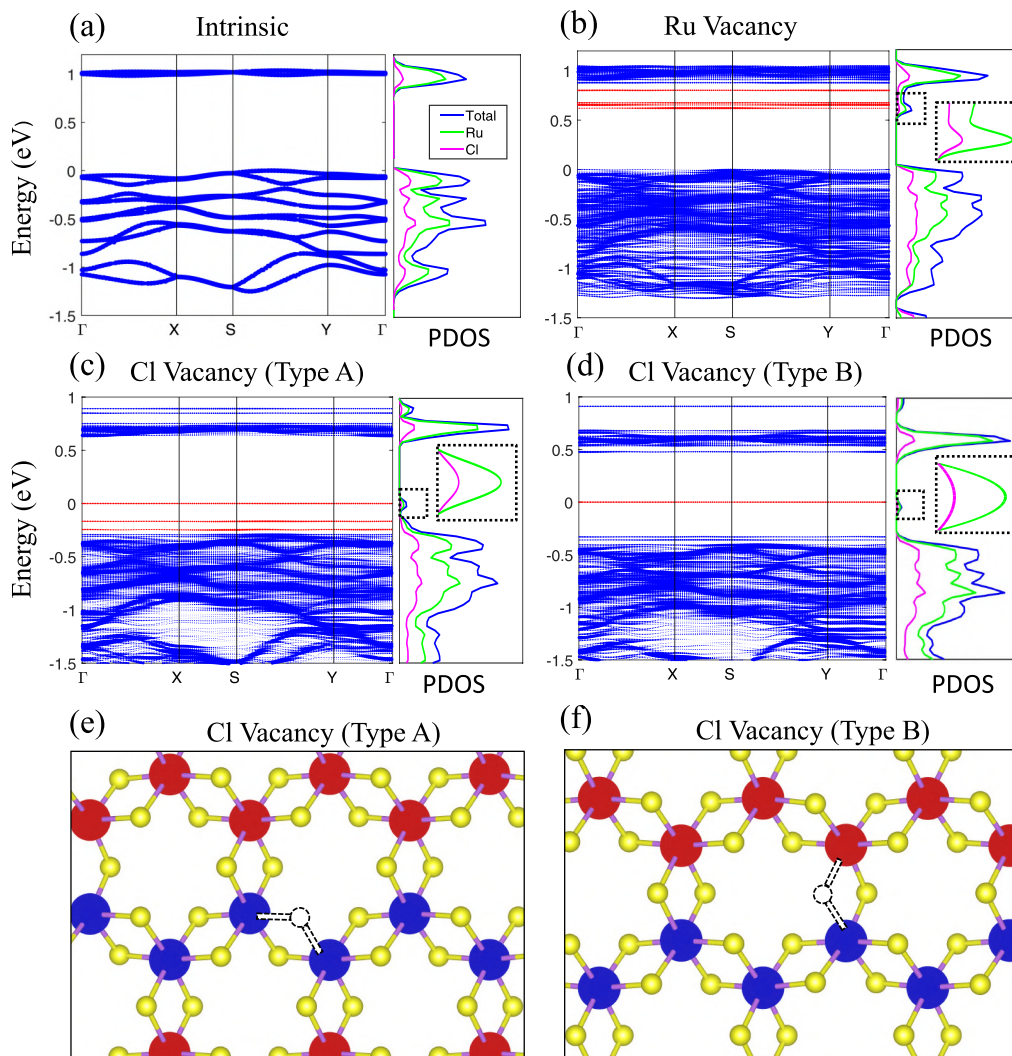 (a) Intrinsic
Energy (eV)
1
0.5
0
-0.5
-1
-1.5
Γ X S Y Γ
Total
Ru
Cl
PDOS
(b) Ru Vacancy
1
0.5
0
-0.5
-1
-1.5
Γ X S Y Γ
PDOS
(c) Cl Vacancy (Type A)
Energy (eV)
1
0.5
0
-0.5
-1
-1.5
Γ X S Y Γ
PDOS
(d) Cl Vacancy (Type B)
1
0.5
0
-0.5
-1
-1.5
Γ X S Y Γ
PDOS
(e) Cl Vacancy (Type A)
(f) Cl Vacancy (Type B)